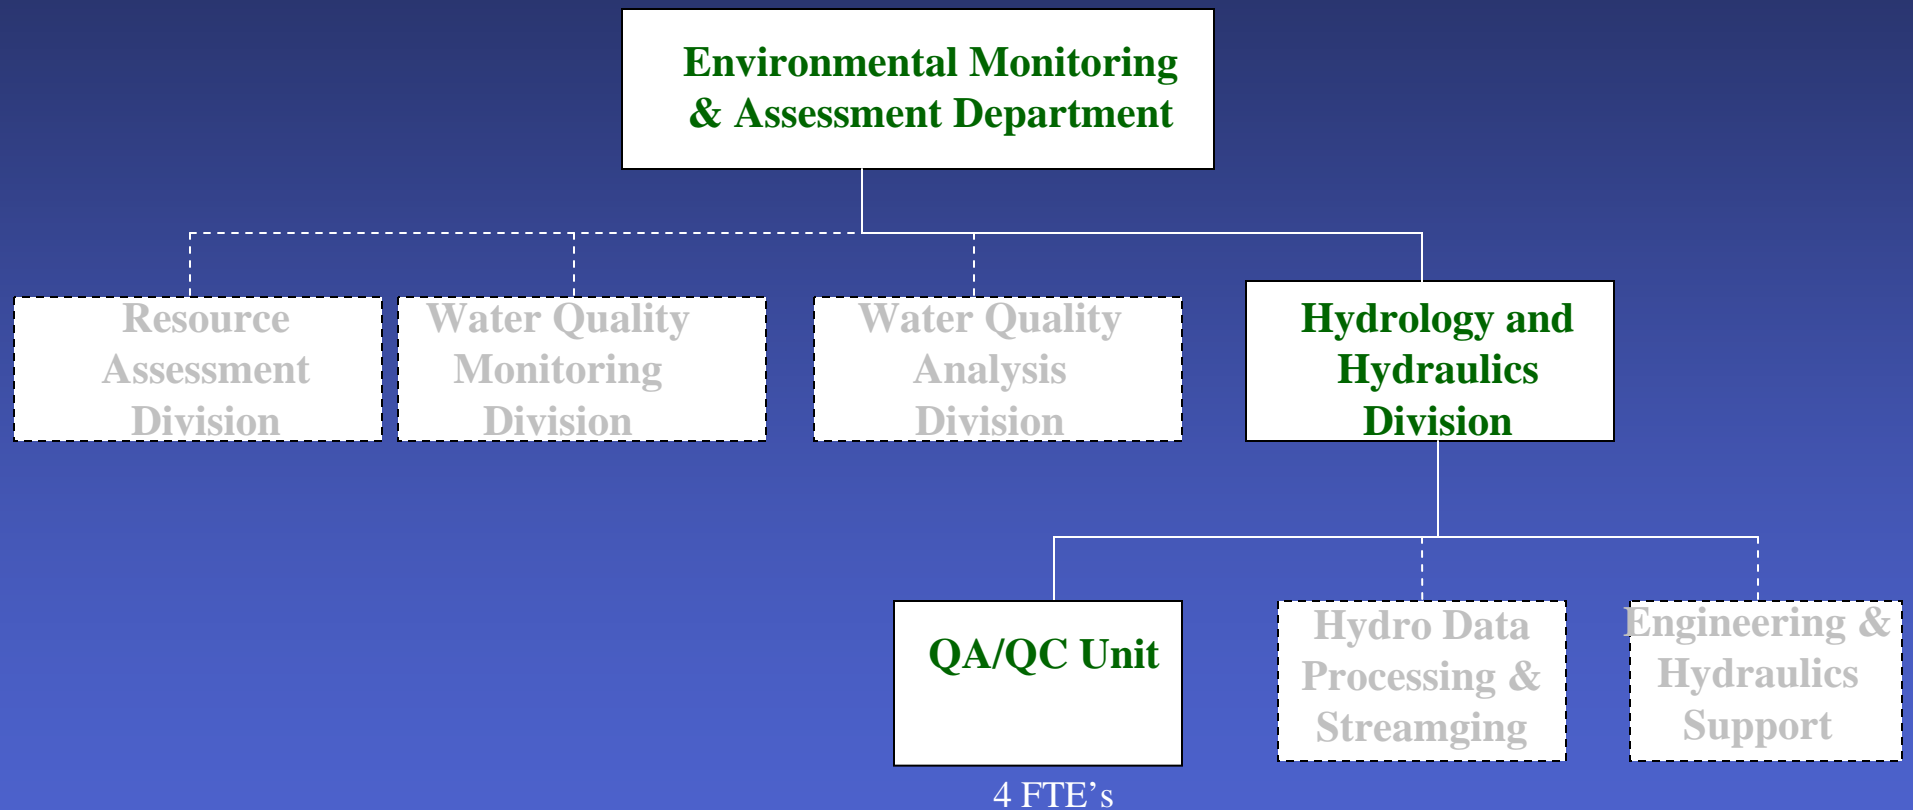 Environmental Monitoring
& Assessment Department
Resource
Assessment
Division
Water Quality
Monitoring
Division
Water Quality
Analysis
Division
Hydrology and
Hydraulics
Division
QA/QC Unit
4 FTE’s
Hydro Data
Processing &
Streamging
Engineering &
Hydraulics
Support